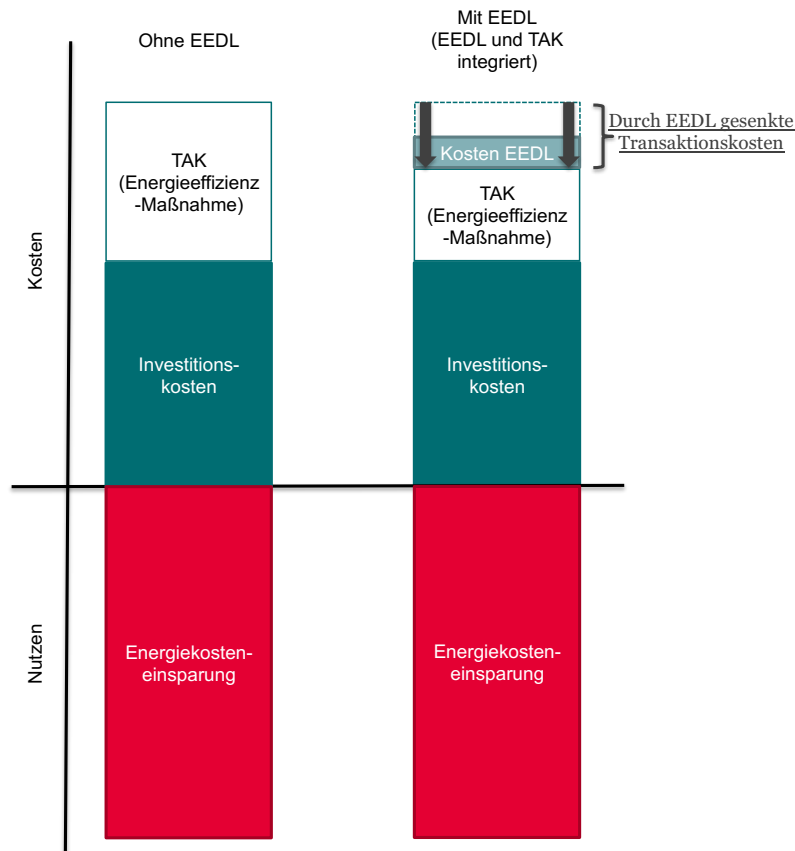 Ohne EEDL
Mit EEDL
(EEDL und TAK
integriert)
Kosten
TAK
(Energieeffizienz
-Maßnahme)
Kosten EEDL
Durch EEDL gesenkte
Transaktionskosten
TAK
(Energieeffizienz
-Maßnahme)
Investitions-
kosten
Investitions-
kosten
Nutzen
Energiekosten-
einsparung
Energiekosten-
einsparung